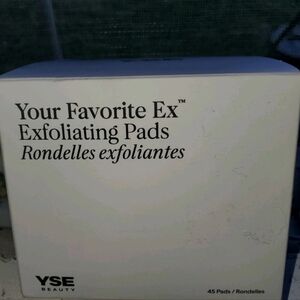 Your Favorite Ex™
Exfoliating Pads
Rondelles exfoliantes
YSE
BEAUTY
45 Pads / Rondelles